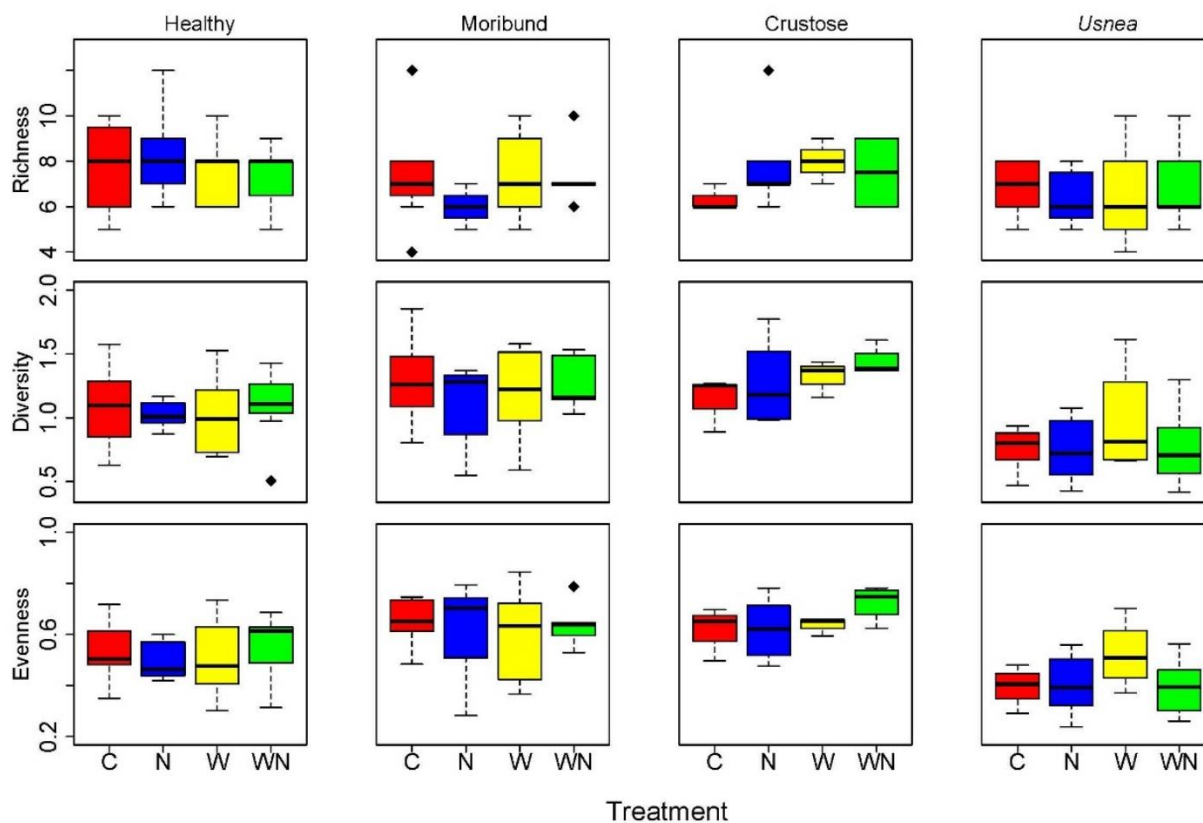 Healthy Moribund Crustose Usnea
Richness
10
8
6
4
Diversity
2.0
1.5
1.0
0.5
Evenness
1.0
0.6
0.2
C N W WN C N W WN C N W WN C N W WN
Treatment